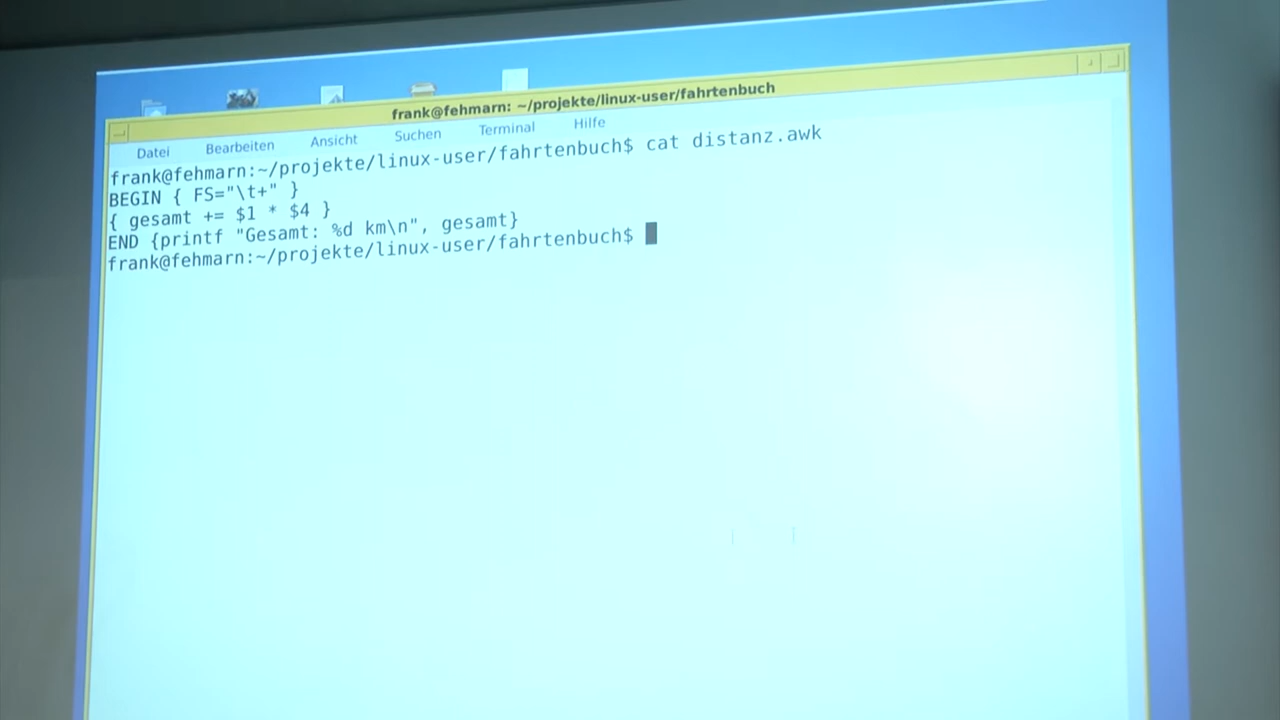 frank@fehmarn: ~/projekte/linux-user/fahrtenbuch
Datei Bearbeiten Ansicht Suchen Terminal Hilfe
frank@fehmarn:~/projekte/linux-user/fahrtenbuch$ cat distanz.awk
BEGIN { FS="\t+" }
{ gesamt += $1 * $4 }
END {printf "Gesamt: %d km\n", gesamt}
frank@fehmarn:~/projekte/linux-user/fahrtenbuch$